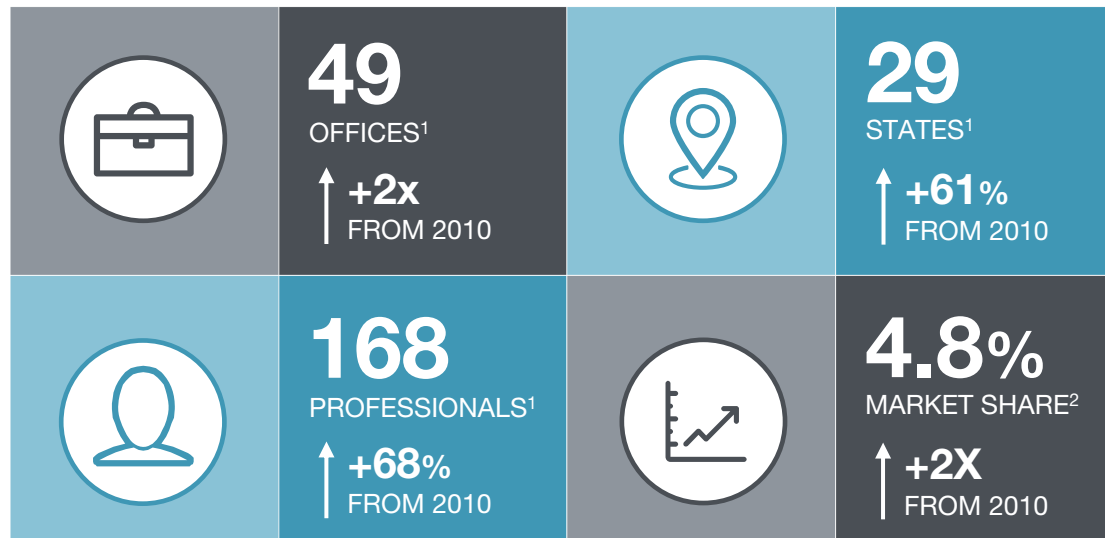 49
OFFICES¹
+2x
FROM 2010
29
STATES¹
+61%
FROM 2010
168
PROFESSIONALS¹
+68%
FROM 2010
4.8%
MARKET SHARE²
+2X
FROM 2010